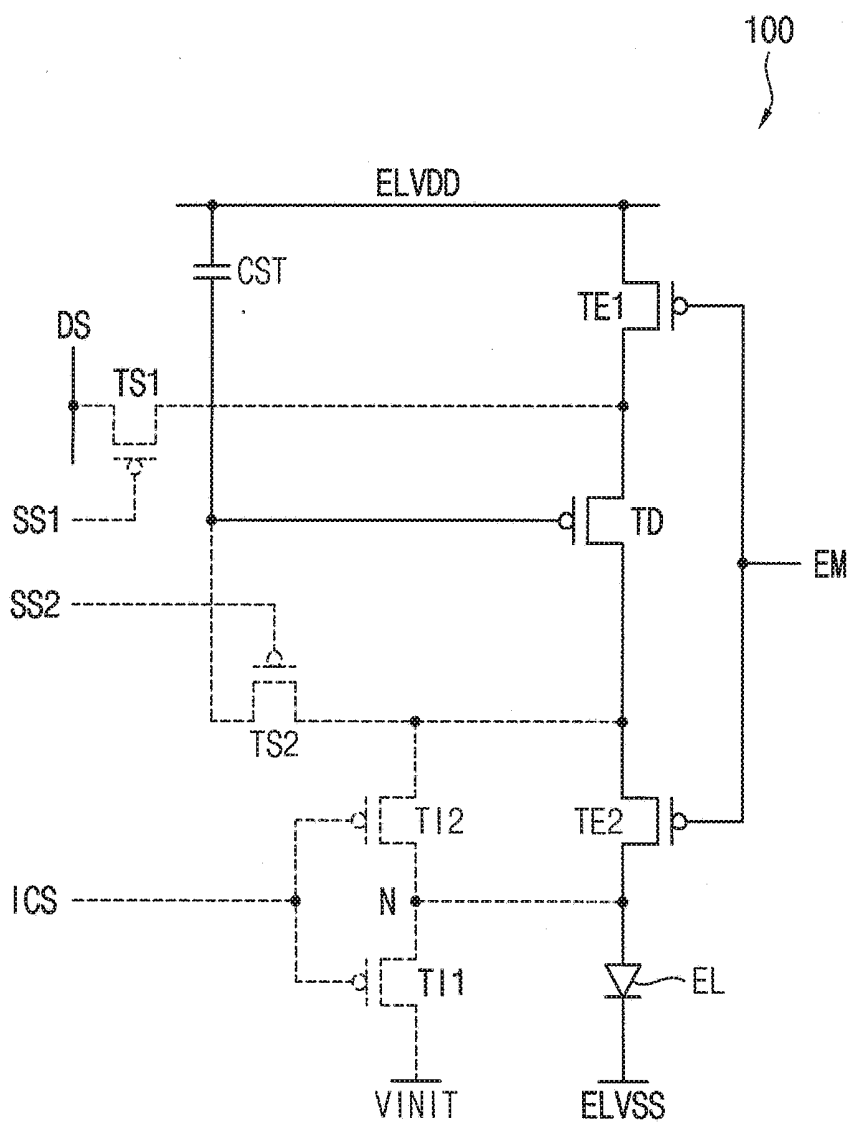 100
ELVDD
CST
TE1
DS
TS1
SS1
TD
EM
SS2
TS2
TI2
TE2
ICS
N
TI1
EL
VINIT
ELVSS